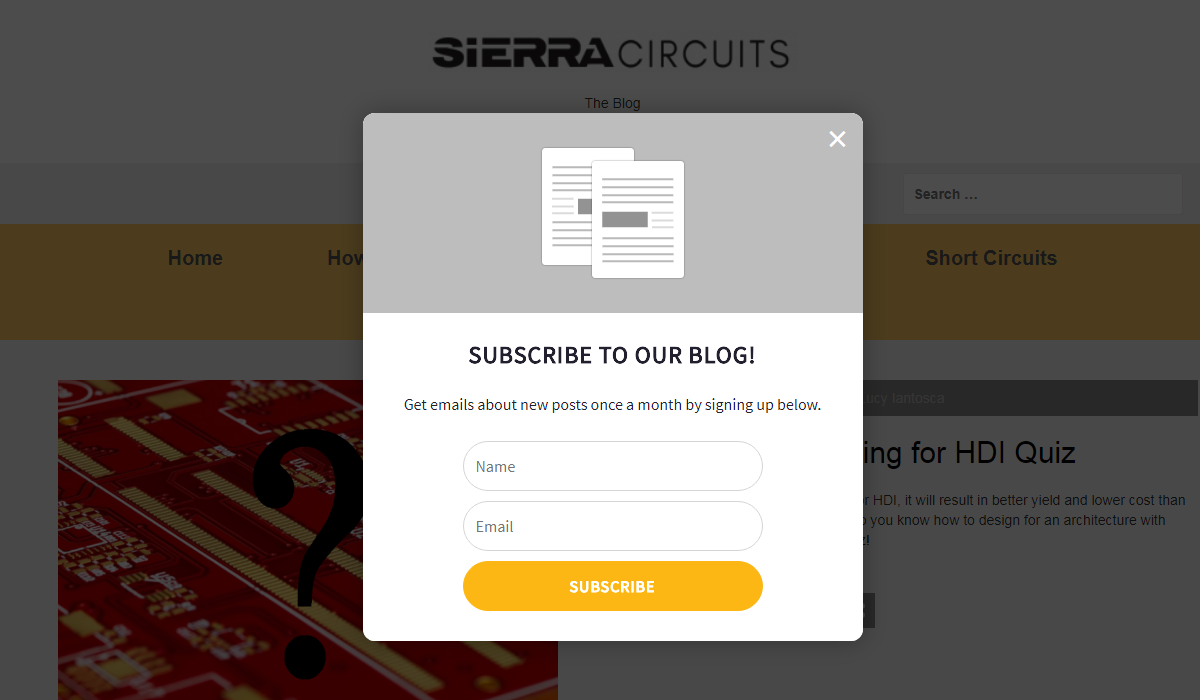 SiERRA CIRCUITS
The Blog
Search ...
Home
How
Short Circuits
SUBSCRIBE TO OUR BLOG!
Get emails about new posts once a month by signing up below.
Name
Email
SUBSCRIBE
ucy Iantosca
ing for HDI Quiz
r HDI, it will result in better yield and lower cost than
you know how to design for an architecture with